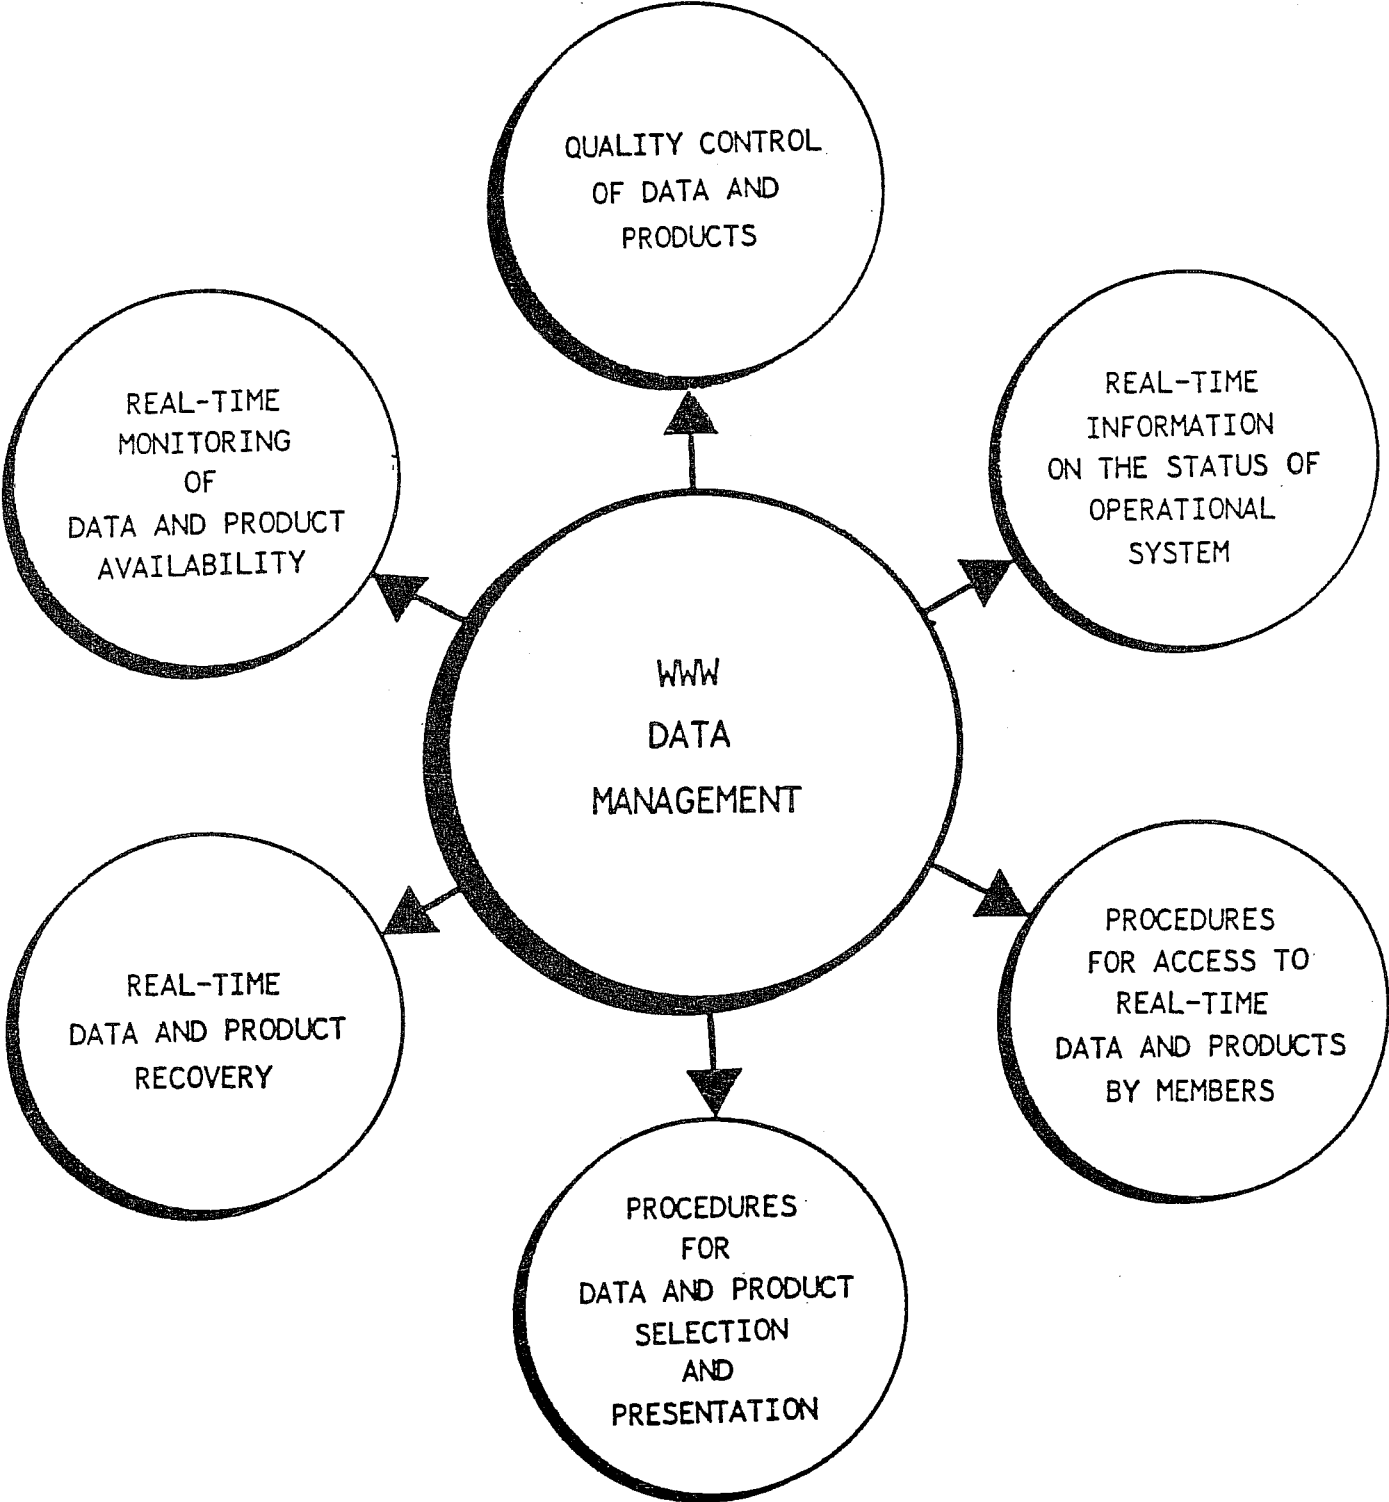 QUALITY CONTROL
OF DATA AND
PRODUCTS
REAL-TIME
INFORMATION
ON THE STATUS OF
OPERATIONAL
SYSTEM
REAL-TIME
MONITORING
OF
DATA AND PRODUCT
AVAILABILITY
WWW
DATA
MANAGEMENT
PROCEDURES
FOR ACCESS TO
REAL-TIME
DATA AND PRODUCTS
BY MEMBERS
REAL-TIME
DATA AND PRODUCT
RECOVERY
PROCEDURES
FOR
DATA AND PRODUCT
SELECTION
AND
PRESENTATION